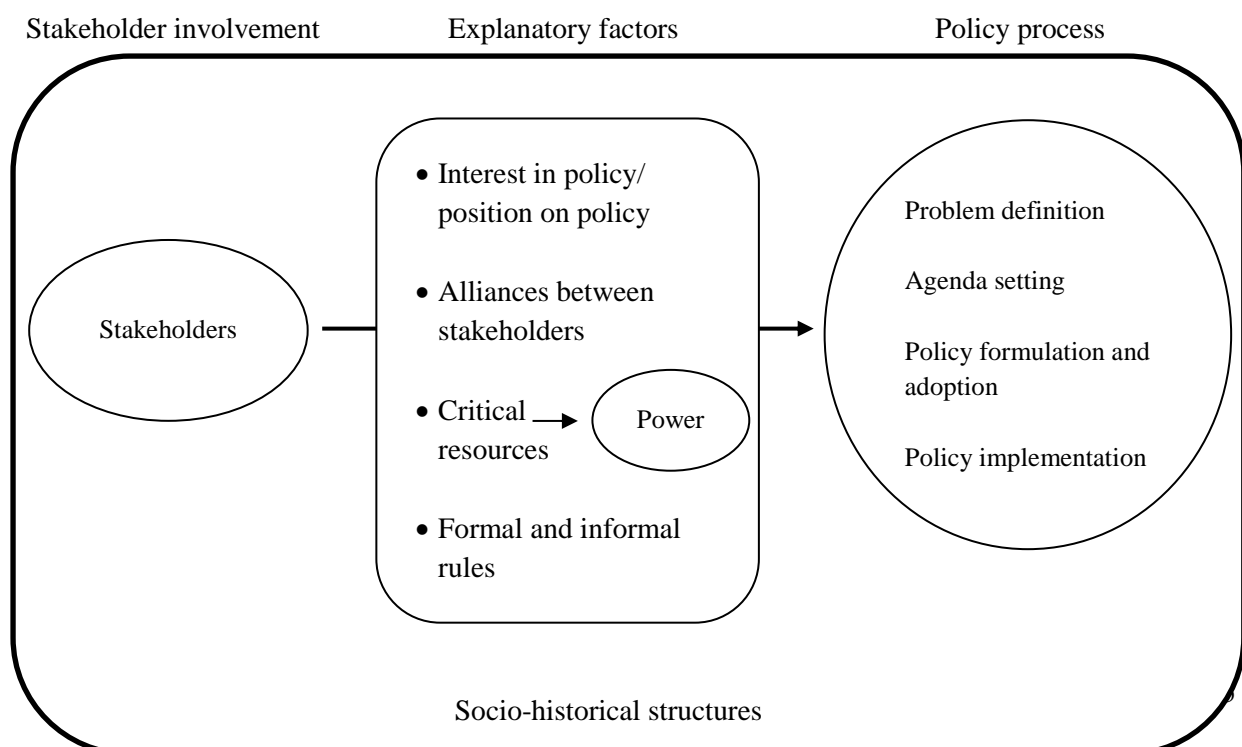 Stakeholder involvement
Explanatory factors
Policy process
Stakeholders
• Interest in policy/
position on policy
• Alliances between
stakeholders
• Critical
resources
Power
• Formal and informal
rules
Problem definition
Agenda setting
Policy formulation and
adoption
Policy implementation
Socio-historical structures